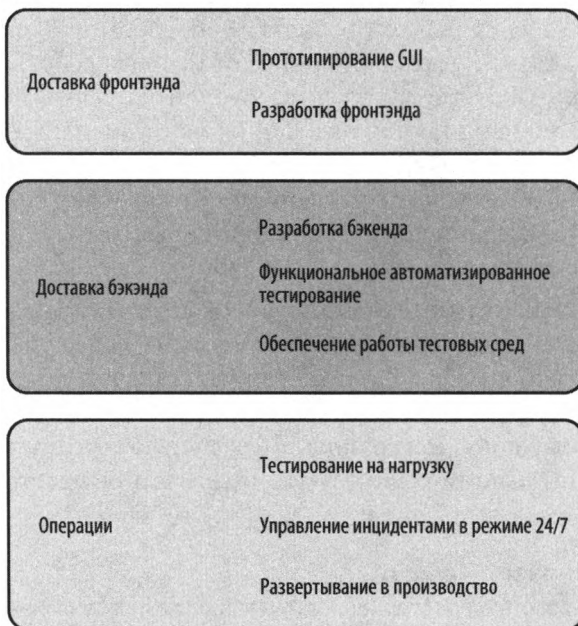 Доставка фронтэнда
Прототипирование GUI
Разработка фронтэнда
Доставка бэкэнда
Разработка бэкенда
Функциональное автоматизированное
тестирование
Обеспечение работы тестовых сред
Операции
Тестирование на нагрузку
Управление инцидентами в режиме 24/7
Развертывание в производство